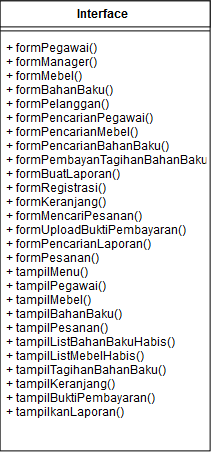 Interface
+ formPegawai()
+ formManager()
+ formMebel()
+ formBahanBaku()
+ formPelanggan()
+ formPencarianPegawai()
+ formPencarianMebel()
+ formPencarianBahanBaku()
+ formPembayanTagihanBahanBaku
+ formBuatLaporan()
+ formRegistrasi()
+ formKeranjang()
+ formMencariPesanan()
+ formUploadBuktiPembayaran()
+ formPencarianLaporan()
+ formPesanan()
+ tampilMenu()
+ tampilPegawai()
+ tampilMebel()
+ tampilBahanBaku()
+ tampilPesanan()
+ tampilListBahanBakuHabis()
+ tampilListMebelHabis()
+ tampilTagihanBahanBaku()
+ tampilKeranjang()
+ tampilBuktiPembayaran()
+ tampilkanLaporan()